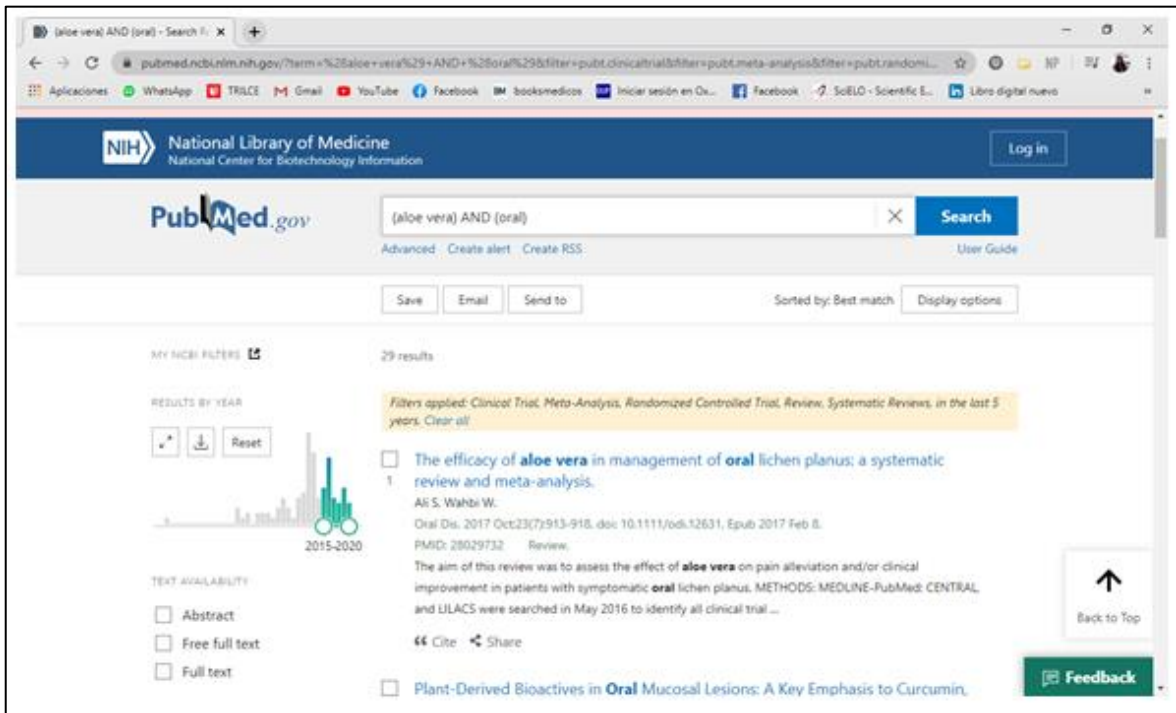 (aloe vera) AND (oral) - Search R
pubmed.ncbi.nlm.nih.gov/?term=%28aloe+vera%29+AND+%28oral%29&filter=pubt.clinicaltrial&filter=pubt.meta-analysis&filter=pubt.randomi...
Aplicaciones WhatsApp TRILCE Gmail YouTube Facebook BM booksmedicos OUP Iniciar sesión en Ox... Facebook SciELO - Scientific E... Libro digital nuevo
NIH National Library of Medicine
National Center for Biotechnology Information
Log in
PubMed.gov
(aloe vera) AND (oral)
Search
Advanced Create alert Create RSS User Guide
Save Email Send to Sorted by: Best match Display options
MY NCBI FILTERS
29 results
RESULTS BY YEAR
Reset
2015-2020
Filters applied: Clinical Trial, Meta-Analysis, Randomized Controlled Trial, Review, Systematic Reviews, in the last 5
years. Clear all
1
The efficacy of aloe vera in management of oral lichen planus: a systematic
review and meta-analysis.
Ali S, Wahbi W.
Oral Dis. 2017 Oct;23(7):913-918. doi: 10.1111/odi.12631. Epub 2017 Feb 8.
PMID: 28029732 Review.
The aim of this review was to assess the effect of aloe vera on pain alleviation and/or clinical
improvement in patients with symptomatic oral lichen planus. METHODS: MEDLINE-PubMed; CENTRAL,
and LILACS were searched in May 2016 to identify all clinical trial ...
Cite Share
TEXT AVAILABILITY
Abstract
Free full text
Full text
Plant-Derived Bioactives in Oral Mucosal Lesions: A Key Emphasis to Curcumin,
Back to Top
Feedback